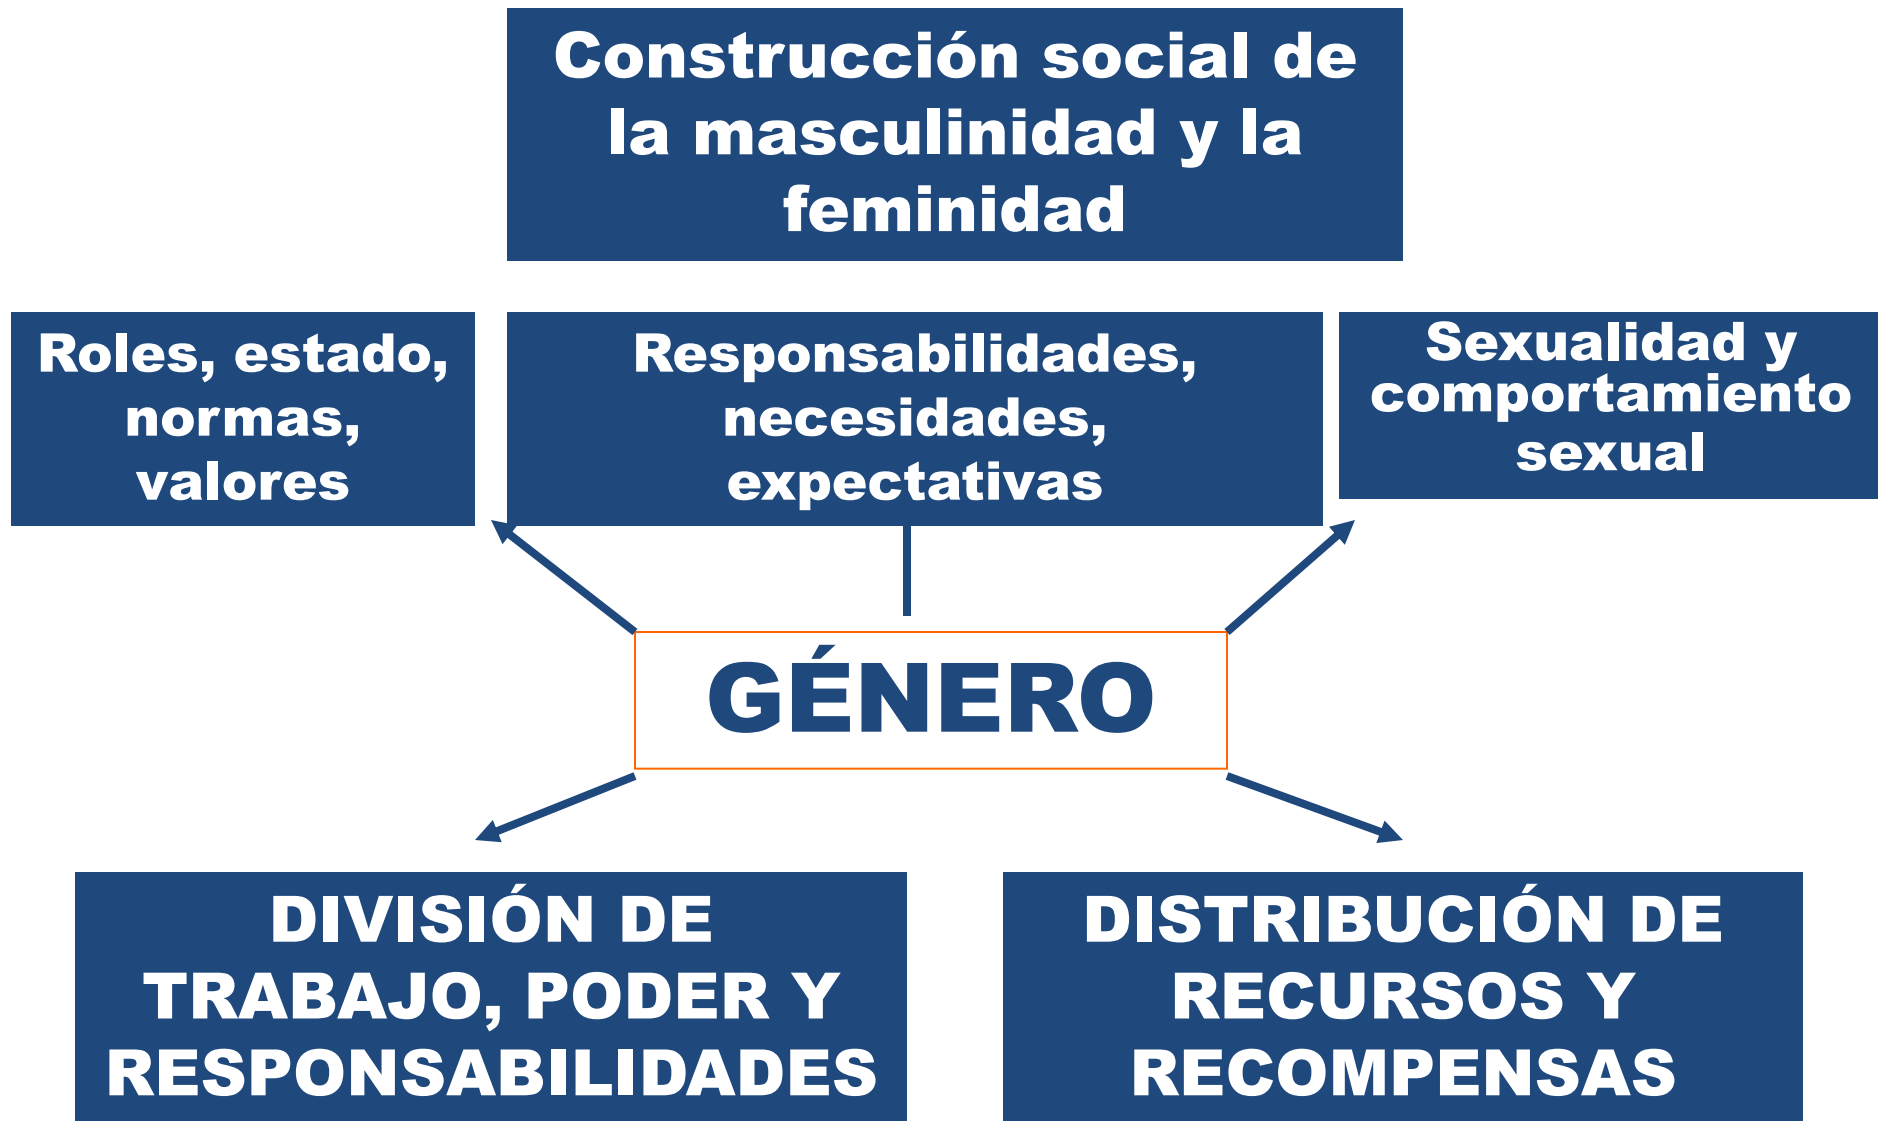 Construcción social de
la masculinidad y la
feminidad
Roles, estado,
normas,
valores
Responsabilidades,
necesidades,
expectativas
Sexualidad y
comportamiento
sexual
GÉNERO
DIVISIÓN DE
TRABAJO, PODER Y
RESPONSABILIDADES
DISTRIBUCIÓN DE
RECURSOS Y
RECOMPENSAS